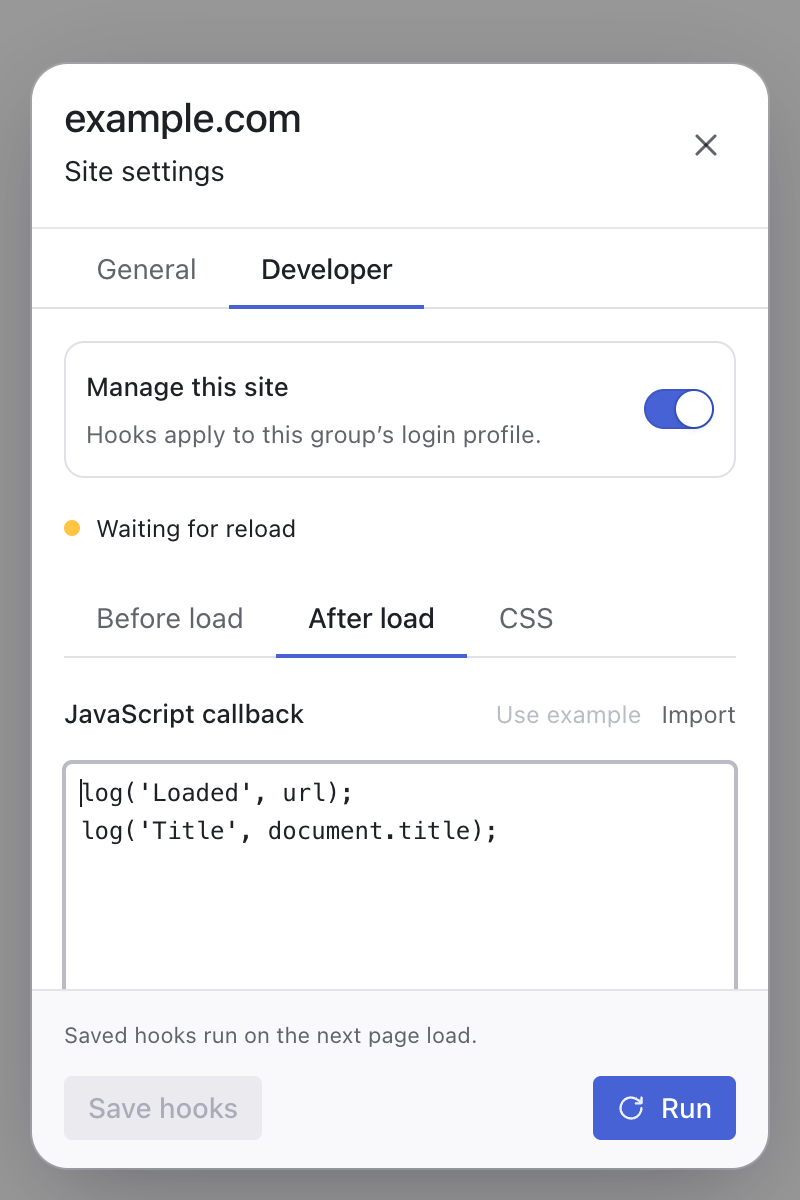 example.com
Site settings
General Developer
Manage this site
Hooks apply to this group’s login profile.
Waiting for reload
Before load After load CSS
JavaScript callback Use example Import
log('Loaded', url);
log('Title', document.title);
Saved hooks run on the next page load.
Save hooks Run